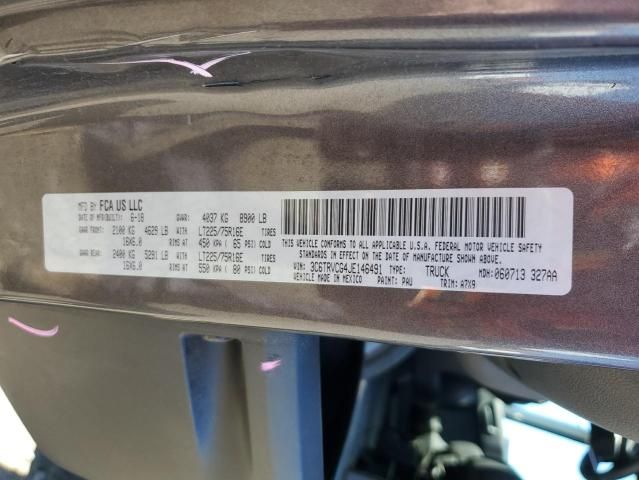 MFD BY FCA US LLC
DATE OF MFR(BUILT): 6-18 GVWR: 4037 KG 8900 LB
GAWR FRONT: 2100 KG 4629 LB LT225/75R16E TIRES
16X6.0 RIMS AT 450 KPA ( 65 PSI) COLD
GAWR REAR: 2400 KG 5291 LB LT225/75R16E TIRES
16X6.0 RIMS AT 550 KPA ( 80 PSI) COLD
THIS VEHICLE CONFORMS TO ALL APPLICABLE U.S.A. FEDERAL MOTOR VEHICLE SAFETY
STANDARDS IN EFFECT ON THE DATE OF MANUFACTURE SHOWN ABOVE
VIN: 3C6TRVCG4JE148491 TYPE: TRUCK MDH: 060713 327AA
VEHICLE MADE IN MEXICO PAINT: PAU TRIM: A7X9